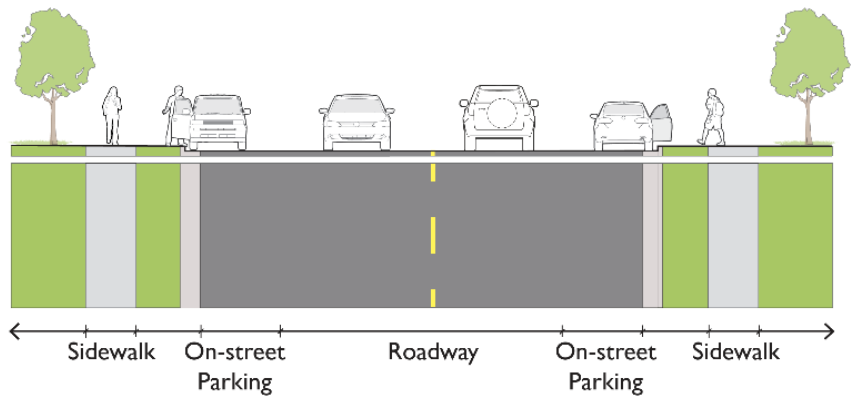 Sidewalk
On-street
Parking
Roadway
On-street
Parking
Sidewalk